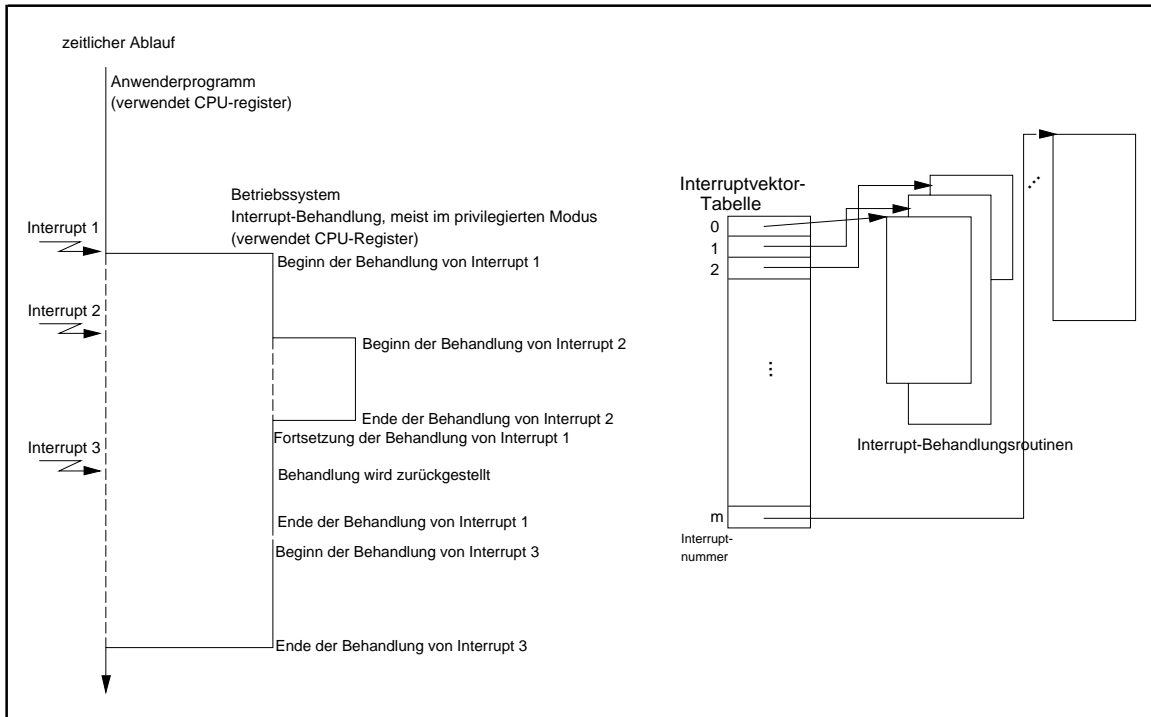 zeitlicher Ablauf
Anwenderprogramm
(verwendet CPU-register)
Betriebssystem
Interrupt-Behandlung, meist im privilegierten Modus
(verwendet CPU-Register)
Interrupt 1
Beginn der Behandlung von Interrupt 1
Interrupt 2
Beginn der Behandlung von Interrupt 2
Ende der Behandlung von Interrupt 2
Fortsetzung der Behandlung von Interrupt 1
Interrupt 3
Behandlung wird zurückgestellt
Ende der Behandlung von Interrupt 1
Beginn der Behandlung von Interrupt 3
Ende der Behandlung von Interrupt 3
Interruptvektor-
Tabelle
0
1
2
...
m
Interrupt-
nummer
...
Interrupt-Behandlungsroutinen